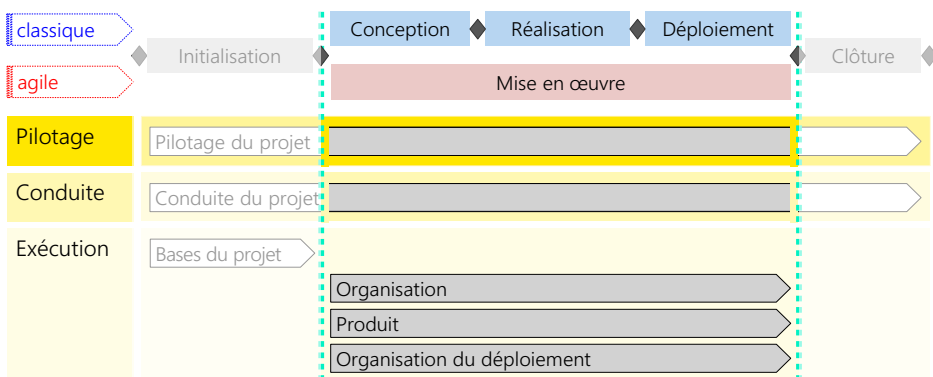 classique
Conception
Réalisation
Déploiement
Initialisation
Clôture
agile
Mise en œuvre
Pilotage
Pilotage du projet
Conduite
Conduite du projet
Exécution
Bases du projet
Organisation
Produit
Organisation du déploiement